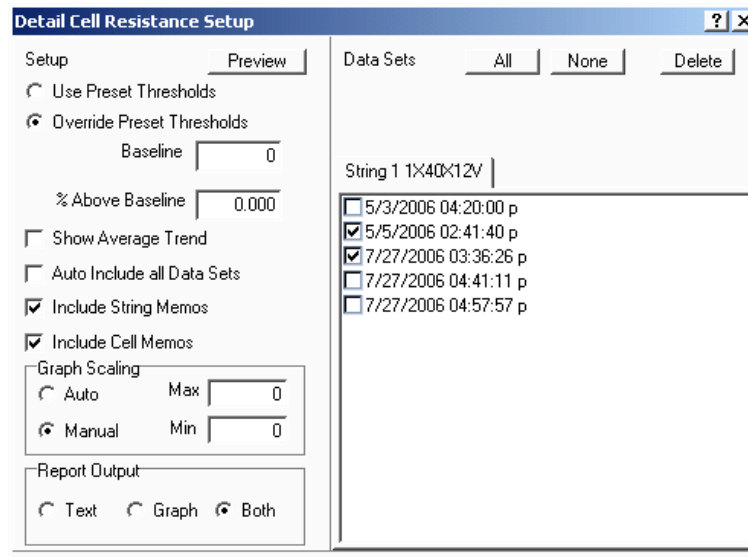 Detail Cell Resistance Setup
Setup
Preview
Use Preset Thresholds
Override Preset Thresholds
Baseline
0
% Above Baseline
0.000
Show Average Trend
Auto Include all Data Sets
Include String Memos
Include Cell Memos
Graph Scaling
Auto
Max
0
Manual
Min
0
Report Output
Text
Graph
Both
Data Sets
All
None
Delete
String 1 1X40X12V
5/3/2006 04:20:00 p
5/5/2006 02:41:40 p
7/27/2006 03:36:26 p
7/27/2006 04:41:11 p
7/27/2006 04:57:57 p